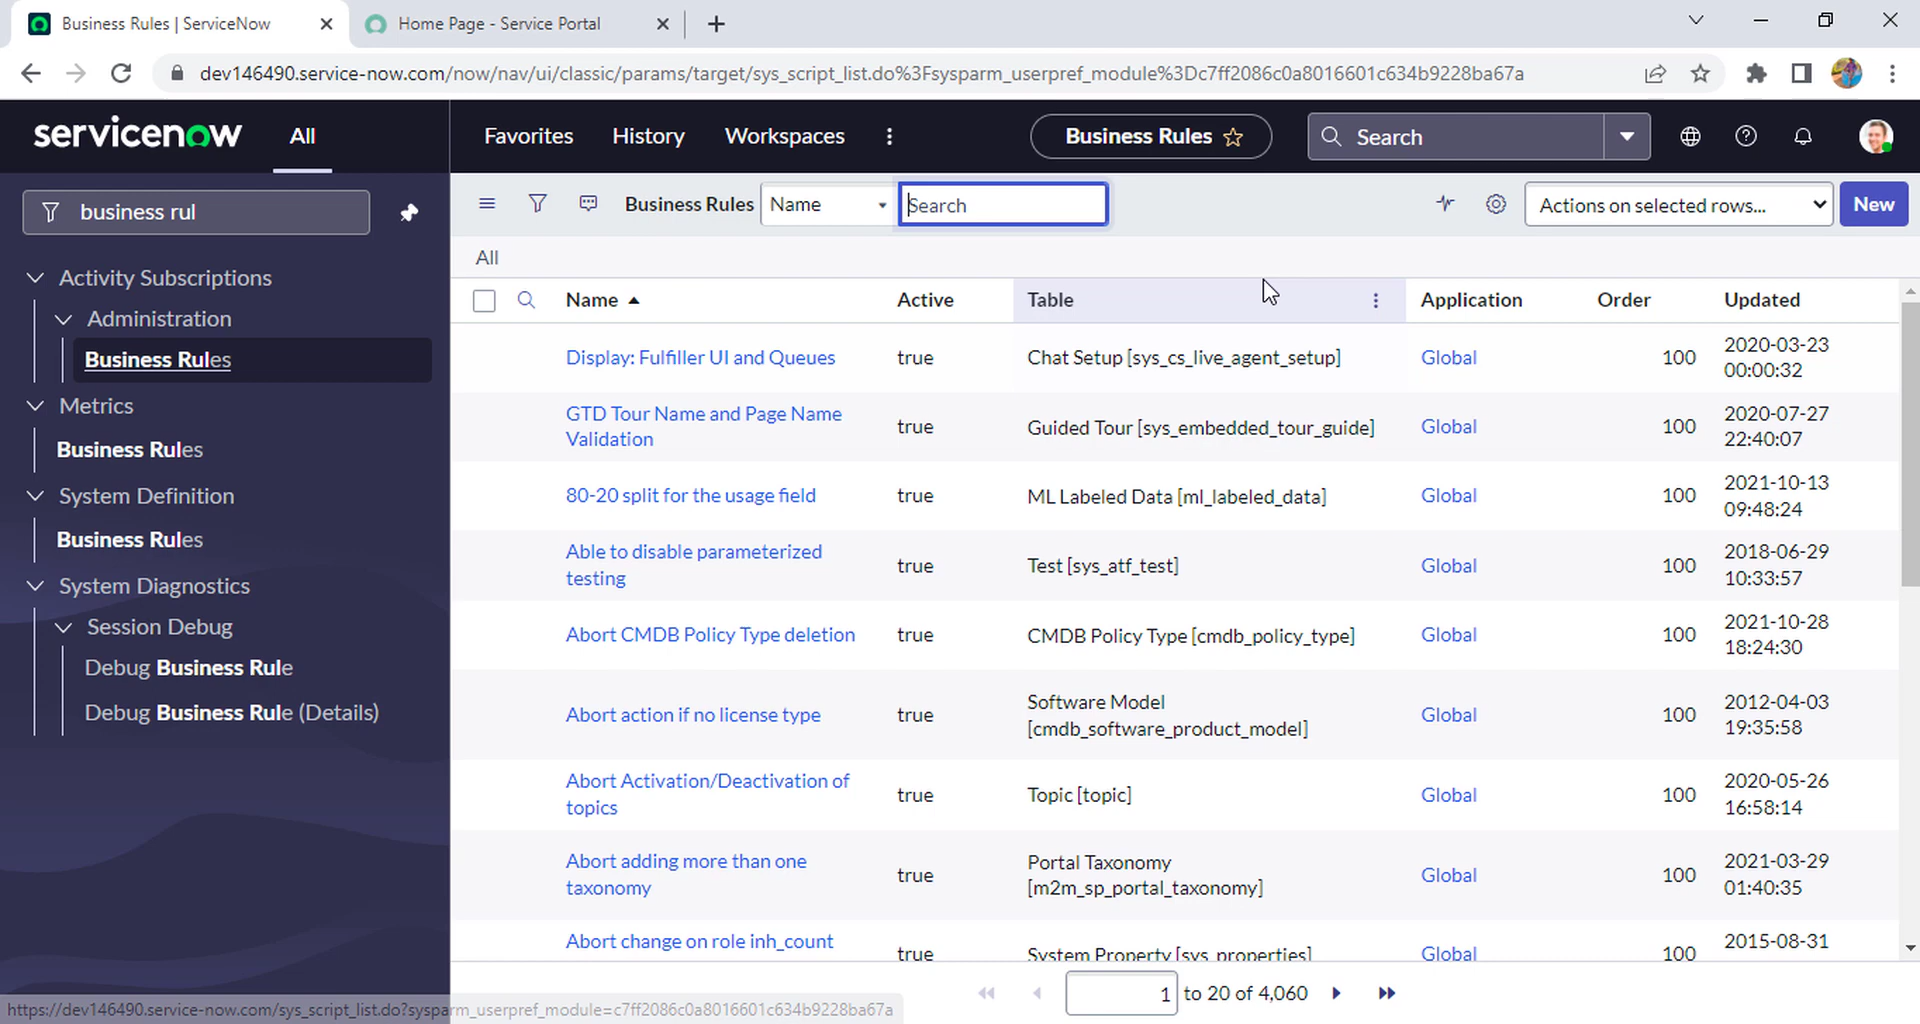 Business Rules | ServiceNow
Home Page - Service Portal
dev146490.service-now.com/now/nav/ui/classic/params/target/sys_script_list.do%3Fsysparm_userpref_module%3Dc7ff2086c0a8016601c634b9228ba67a
servicenow
All
Favorites
History
Workspaces
Business Rules
Search
business rul
Activity Subscriptions
Administration
Business Rules
Metrics
Business Rules
System Definition
Business Rules
System Diagnostics
Session Debug
Debug Business Rule
Debug Business Rule (Details)
Business Rules
Name
Search
Actions on selected rows...
New
All
Name
Active
Table
Application
Order
Updated
Display: Fulfiller UI and Queues
true
Chat Setup [sys_cs_live_agent_setup]
Global
100
2020-03-23
00:00:32
GTD Tour Name and Page Name
Validation
true
Guided Tour [sys_embedded_tour_guide]
Global
100
2020-07-27
22:40:07
80-20 split for the usage field
true
ML Labeled Data [ml_labeled_data]
Global
100
2021-10-13
09:48:24
Able to disable parameterized
testing
true
Test [sys_atf_test]
Global
100
2018-06-29
10:33:57
Abort CMDB Policy Type deletion
true
CMDB Policy Type [cmdb_policy_type]
Global
100
2021-10-28
18:24:30
Abort action if no license type
true
Software Model
[cmdb_software_product_model]
Global
100
2012-04-03
19:35:58
Abort Activation/Deactivation of
topics
true
Topic [topic]
Global
100
2020-05-26
16:58:14
Abort adding more than one
taxonomy
true
Portal Taxonomy
[m2m_sp_portal_taxonomy]
Global
100
2021-03-29
01:40:35
Abort change on role inh_count
true
System Property [sys_properties]
Global
100
2015-08-31
1 to 20 of 4,060
https://dev146490.service-now.com/sys_script_list.do?sysparm_userpref_module=c7ff2086c0a8016601c634b9228ba67a